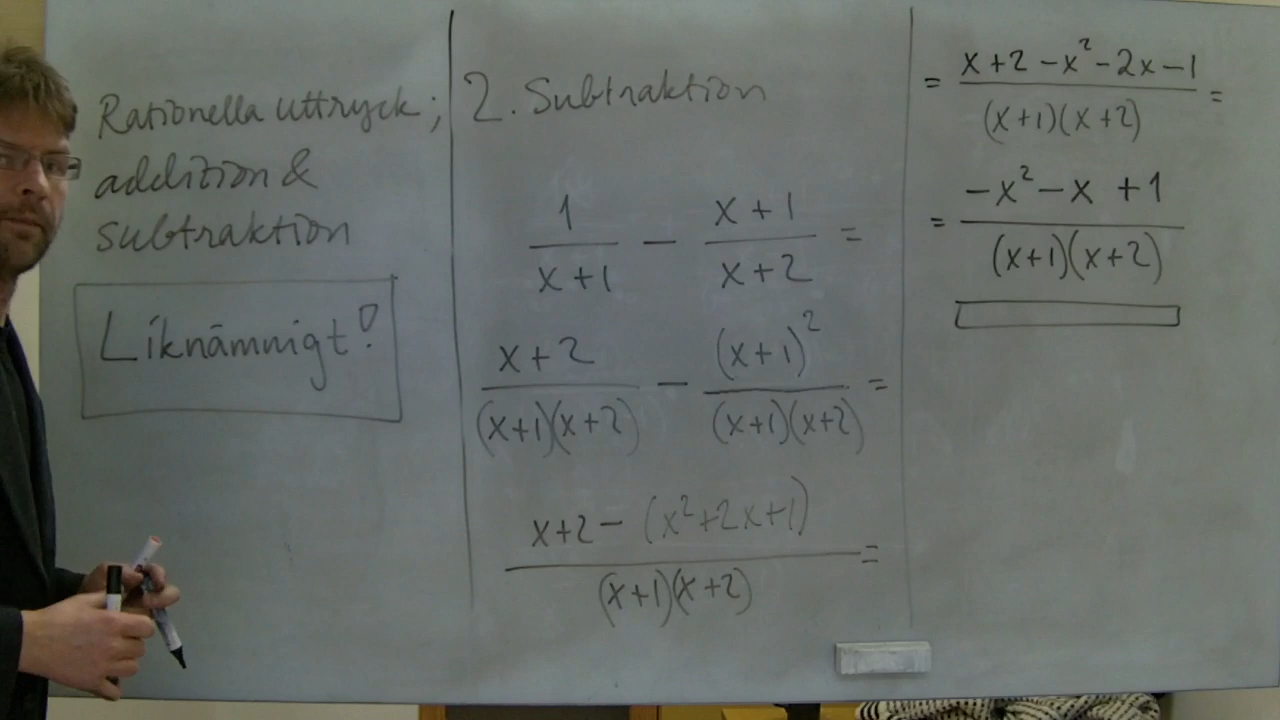 Rationella uttryck;
addition &
subtraktion
Liknämnigt!
2. Subtraktion
1/(x+1) - (x+1)/(x+2) =
(x+2)/((x+1)(x+2)) - (x+1)²/((x+1)(x+2)) =
(x+2-(x²+2x+1))/((x+1)(x+2)) =
= (x+2-x²-2x-1)/((x+1)(x+2)) =
= (-x²-x+1)/((x+1)(x+2))